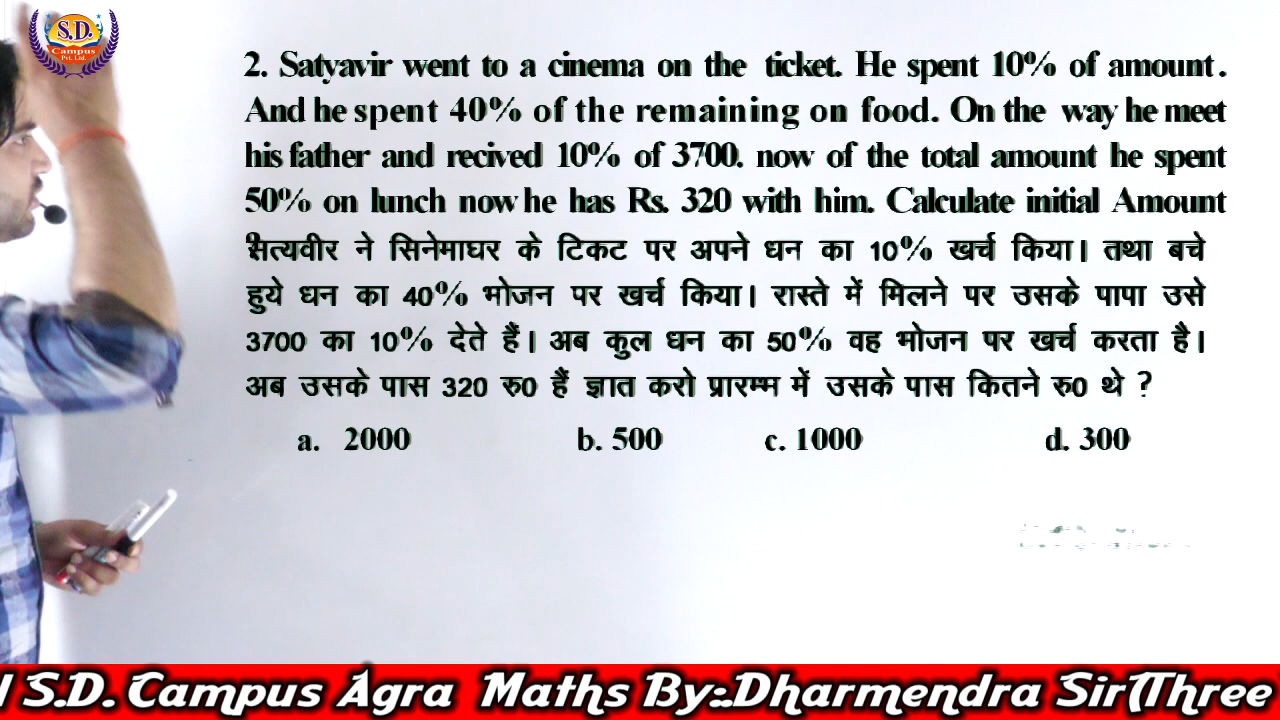 S.D.
Campus
Pvt. Ltd.
2. Satyavir went to a cinema on the ticket. He spent 10% of amount.
And he spent 40% of the remaining on food. On the way he meet
his father and recived 10% of 3700. now of the total amount he spent
50% on lunch now he has Rs. 320 with him. Calculate initial Amount
?
सत्यवीर ने सिनेमाघर के टिकट पर अपने धन का 10% खर्च किया। तथा बचे
हुये धन का 40% भोजन पर खर्च किया। रास्ते में मिलने पर उसके पापा उसे
3700 का 10% देते हैं। अब कुल धन का 50% वह भोजन पर खर्च करता है।
अब उसके पास 320 रु0 हैं ज्ञात करो प्रारम्भ में उसके पास कितने रु0 थे ?
a. 2000 b. 500 c. 1000 d. 300
S.D. Campus Agra Maths By:.Dharmendra Sir(Three